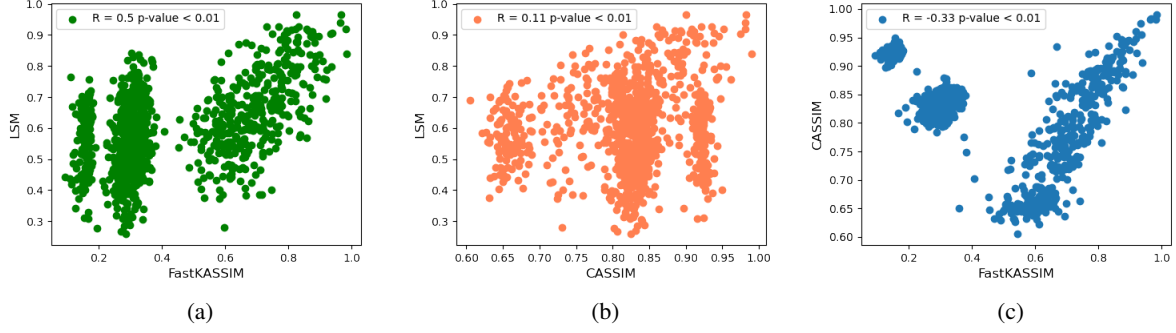 R = 0.5 p-value < 0.01
LSM
0.9
0.8
0.7
0.6
0.5
0.4
0.3
0.2 0.4 0.6 0.8 1.0
FastKASSIM
(a)
R = 0.11 p-value < 0.01
LSM
0.9
0.8
0.7
0.6
0.5
0.4
0.3
0.60 0.65 0.70 0.75 0.80 0.85 0.90 0.95 1.00
CASSIM
(b)
R = -0.33 p-value < 0.01
CASSIM
1.00
0.95
0.90
0.85
0.80
0.75
0.70
0.65
0.60
0.2 0.4 0.6 0.8 1.0
FastKASSIM
(c)